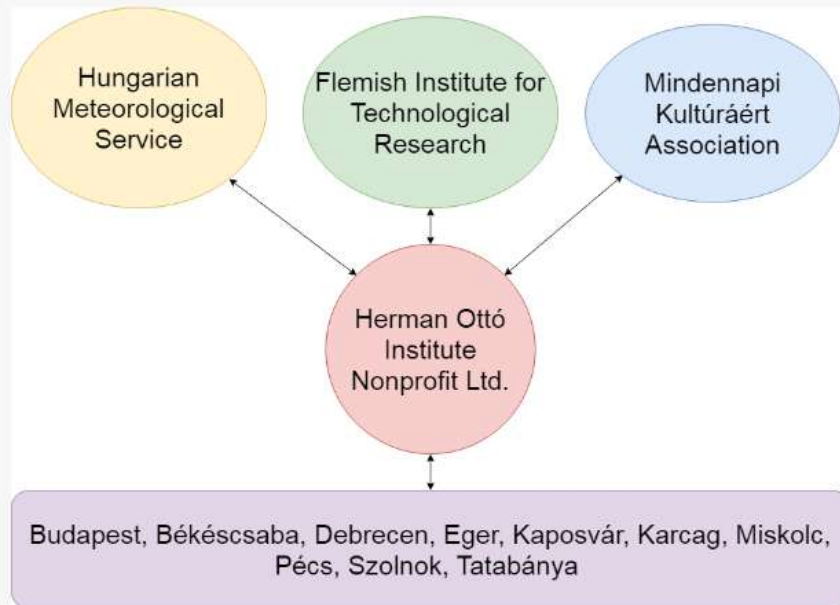 Hungarian
Meteorological
Service
Flemish Institute for
Technological
Research
Mindennapi
Kultúráért
Association
Herman Ottó
Institute
Nonprofit Ltd.
Budapest, Békéscsaba, Debrecen, Eger, Kaposvár, Karcag, Miskolc,
Pécs, Szolnok, Tatabánya